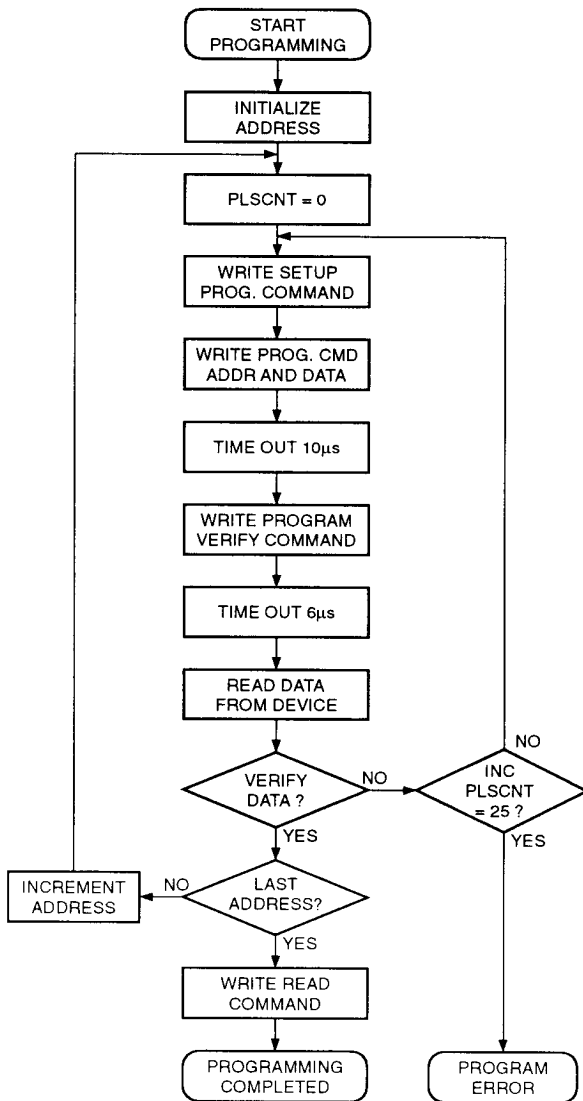 START
PROGRAMMING
INITIALIZE
ADDRESS
PLSCNT = 0
WRITE SETUP
PROG. COMMAND
WRITE PROG. CMD
ADDR AND DATA
TIME OUT 10µs
WRITE PROGRAM
VERIFY COMMAND
TIME OUT 6µs
READ DATA
FROM DEVICE
VERIFY
DATA ?
NO
YES
INC
PLSCNT
= 25 ?
NO
YES
LAST
ADDRESS?
NO
YES
INCREMENT
ADDRESS
WRITE READ
COMMAND
PROGRAMMING
COMPLETED
PROGRAM
ERROR